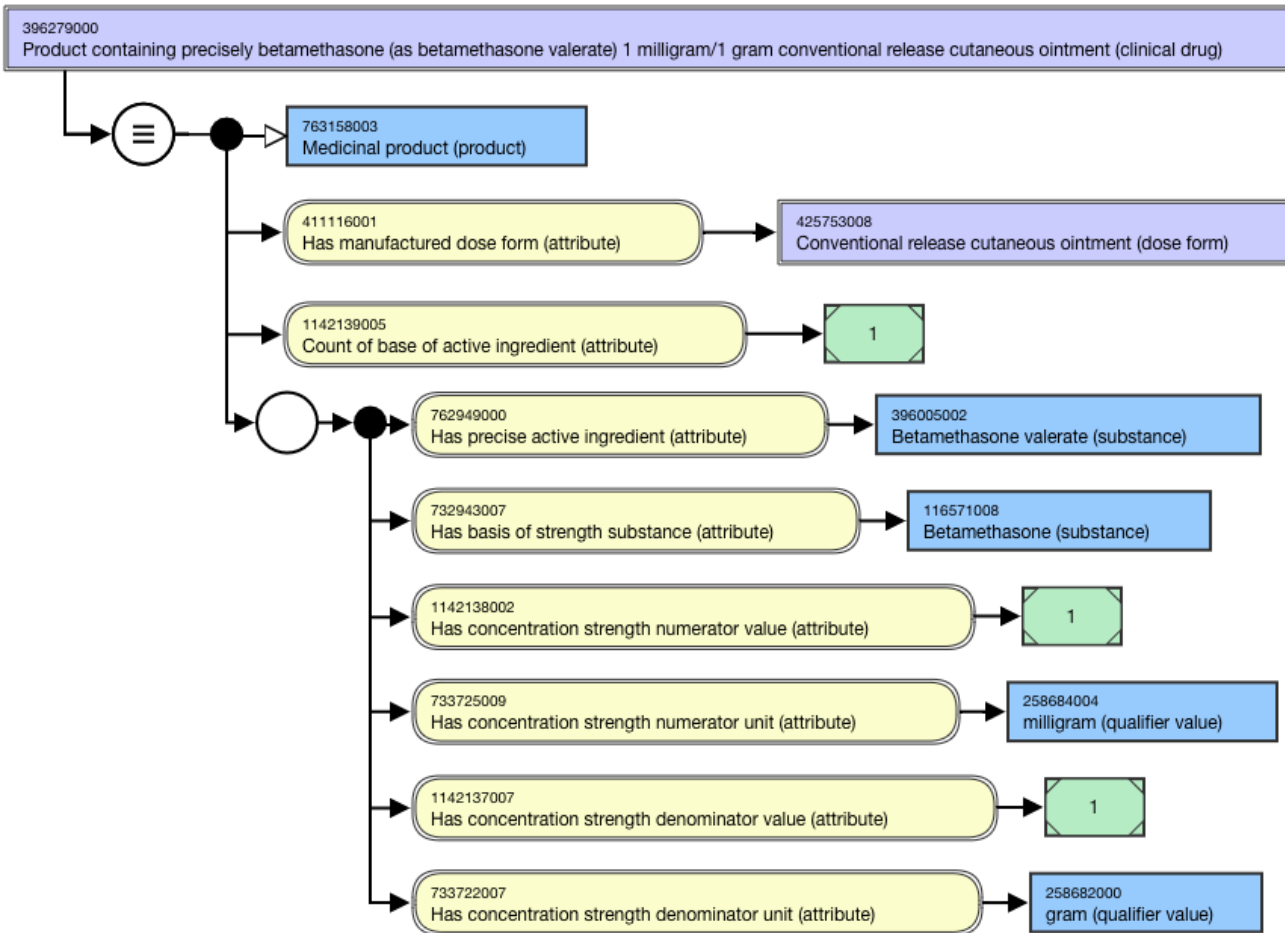 396279000
Product containing precisely betamethasone (as betamethasone valerate) 1 milligram/1 gram conventional release cutaneous ointment (clinical drug)
763158003
Medicinal product (product)
411116001
Has manufactured dose form (attribute)
425753008
Conventional release cutaneous ointment (dose form)
1142139005
Count of base of active ingredient (attribute)
1
762949000
Has precise active ingredient (attribute)
396005002
Betamethasone valerate (substance)
732943007
Has basis of strength substance (attribute)
116571008
Betamethasone (substance)
1142138002
Has concentration strength numerator value (attribute)
1
733725009
Has concentration strength numerator unit (attribute)
258684004
milligram (qualifier value)
1142137007
Has concentration strength denominator value (attribute)
1
733722007
Has concentration strength denominator unit (attribute)
258682000
gram (qualifier value)